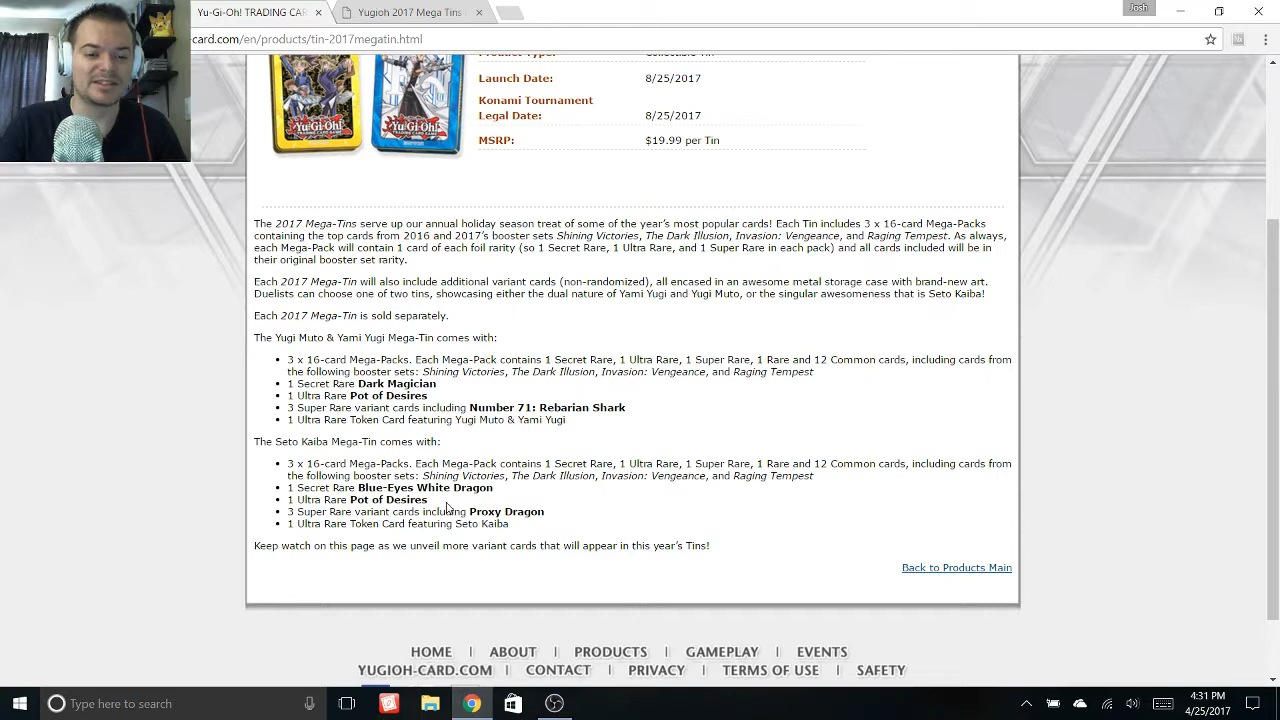 Yu-Gi-Oh! TRADING CAR
Yugioh 2017 Mega Tins
Josh
-card.com/en/products/tin-2017megatin.html
Launch Date: 8/25/2017
Konami Tournament
Legal Date: 8/25/2017
MSRP: $19.99 per Tin
The 2017 Mega-Tins serve up our annual holiday season treat of some of the year's most popular cards! Each Tin includes 3 x 16-card Mega-Packs
containing the top cards from 2016 and 2017's booster sets Shining Victories, The Dark Illusion, Invasion: Vengeance, and Raging Tempest. As always,
each Mega-Pack will contain 1 card of each foil rarity (so 1 Secret Rare, 1 Ultra Rare, and 1 Super Rare in each pack) and all cards included will be in
their original booster set rarity.
Each 2017 Mega-Tin will also include additional variant cards (non-randomized), all encased in an awesome metal storage case with brand-new art.
Duelists can choose one of two tins, showcasing either the dual nature of Yami Yugi and Yugi Muto, or the singular awesomeness that is Seto Kaiba!
Each 2017 Mega-Tin is sold separately.
The Yugi Muto & Yami Yugi Mega-Tin comes with:
• 3 x 16-card Mega-Packs. Each Mega-Pack contains 1 Secret Rare, 1 Ultra Rare, 1 Super Rare, 1 Rare and 12 Common cards, including cards from
the following booster sets: Shining Victories, The Dark Illusion, Invasion: Vengeance, and Raging Tempest
• 1 Secret Rare Dark Magician
• 1 Ultra Rare Pot of Desires
• 3 Super Rare variant cards including Number 71: Rebarian Shark
• 1 Ultra Rare Token Card featuring Yugi Muto & Yami Yugi
The Seto Kaiba Mega-Tin comes with:
• 3 x 16-card Mega-Packs. Each Mega-Pack contains 1 Secret Rare, 1 Ultra Rare, 1 Super Rare, 1 Rare and 12 Common cards, including cards from
the following booster sets: Shining Victories, The Dark Illusion, Invasion: Vengeance, and Raging Tempest
• 1 Secret Rare Blue-Eyes White Dragon
• 1 Ultra Rare Pot of Desires
• 3 Super Rare variant cards including Proxy Dragon
• 1 Ultra Rare Token Card featuring Seto Kaiba
Keep watch on this page as we unveil more variant cards that will appear in this year's Tins!
Back to Products Main
HOME | ABOUT | PRODUCTS | GAMEPLAY | EVENTS
YUGIOH-CARD.COM | CONTACT | PRIVACY | TERMS OF USE | SAFETY
Type here to search
4:31 PM
4/25/2017
Yu-Gi-Oh!
Yu-Gi-Oh!